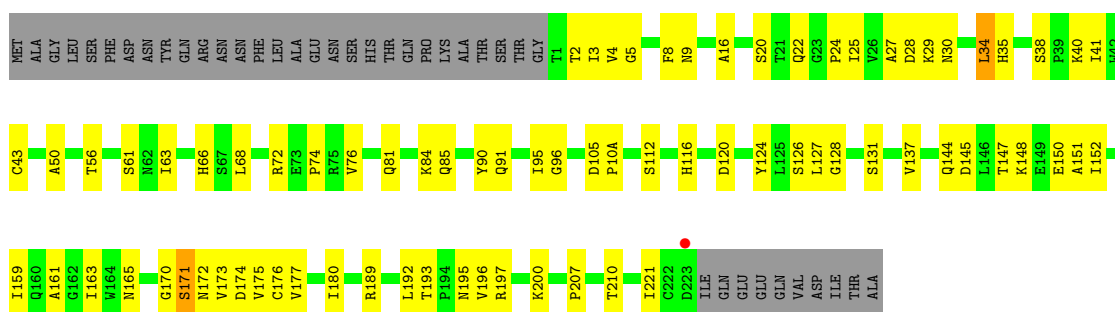 MET ALA GLY LEU SER PHE ASP ASN TYR GLN ARG ASN ASN PHE LEU ALA GLU ASN SER HIS THR GLN PRO LYS ALA THR SER THR GLY T1 T2 I3 V4 G5 F8 N9 A16 S20 T21 Q22 G23 P24 I25 V26 A27 D28 K29 N30 L34 H35 S38 P39 K40 I41 W42
C43 A50 T56 S61 N62 I63 H66 S67 L68 R72 E73 P74 R75 V76 Q81 K84 Q85 Y90 Q91 I95 G96 D105 P10A S112 H116 D120 Y124 L125 S126 L127 G128 S131 V137 Q144 D145 L146 T147 K148 E149 E150 A151 I152
I159 Q160 A161 G162 I163 W164 N165 G170 S171 N172 V173 D174 V175 C176 V177 I180 R189 L192 T193 P194 N195 V196 R197 K200 P207 T210 I221 C222 D223 ILE GLN GLU GLU GLN VAL ASP ILE THR ALA